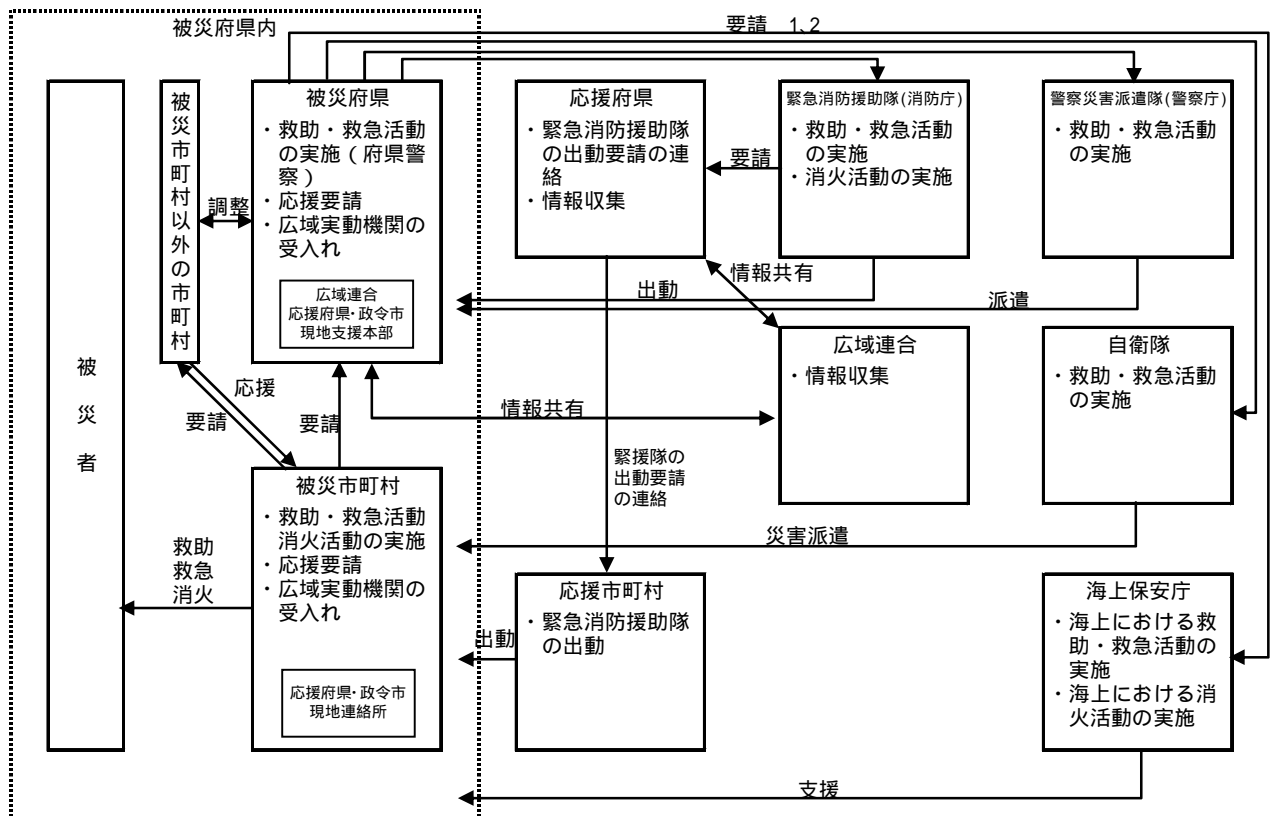 被災府県内
要請　1、2
被災者
被災市町村以外の市町村
調整
被災府県
・救助・救急活動
の実施（府県警
察）
・応援要請
・広域実動機関の
受入れ
広域連合
応援府県・政令市
現地支援本部
応援府県
・緊急消防援助隊
の出動要請の連
絡
・情報収集
要請
緊急消防援助隊(消防庁)
・救助・救急活動
の実施
・消火活動の実施
警察災害派遣隊(警察庁)
・救助・救急活動
の実施
情報共有
出動
派遣
広域連合
・情報収集
自衛隊
・救助・救急活動
の実施
応援
要請
要請
情報共有
緊援隊の
出動要請
の連絡
被災市町村
・救助・救急活動
消火活動の実施
・応援要請
・広域実動機関の
受入れ
応援府県・政令市
現地連絡所
救助
救急
消火
災害派遣
応援市町村
・緊急消防援助隊
の出動
出動
海上保安庁
・海上における救
助・救急活動の
実施
・海上における消
火活動の実施
支援